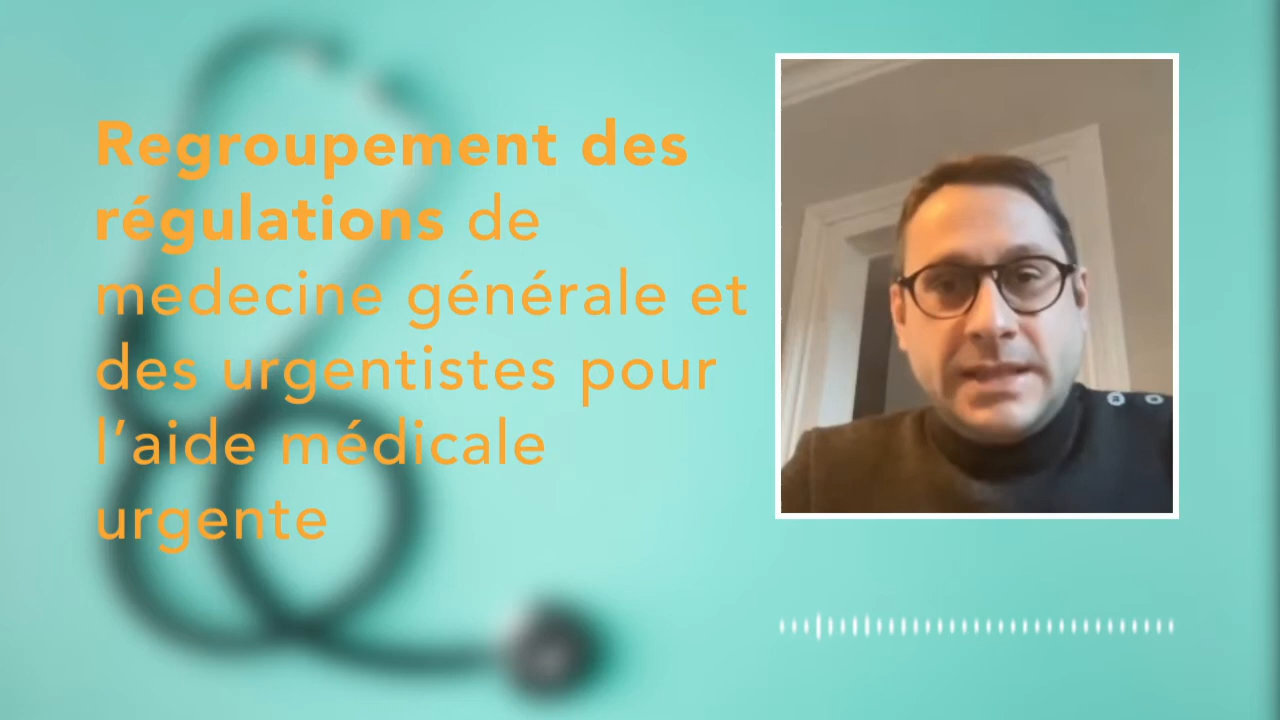 Regroupement des
régulations de
medecine générale et
des urgentistes pour
l’aide médicale
urgente